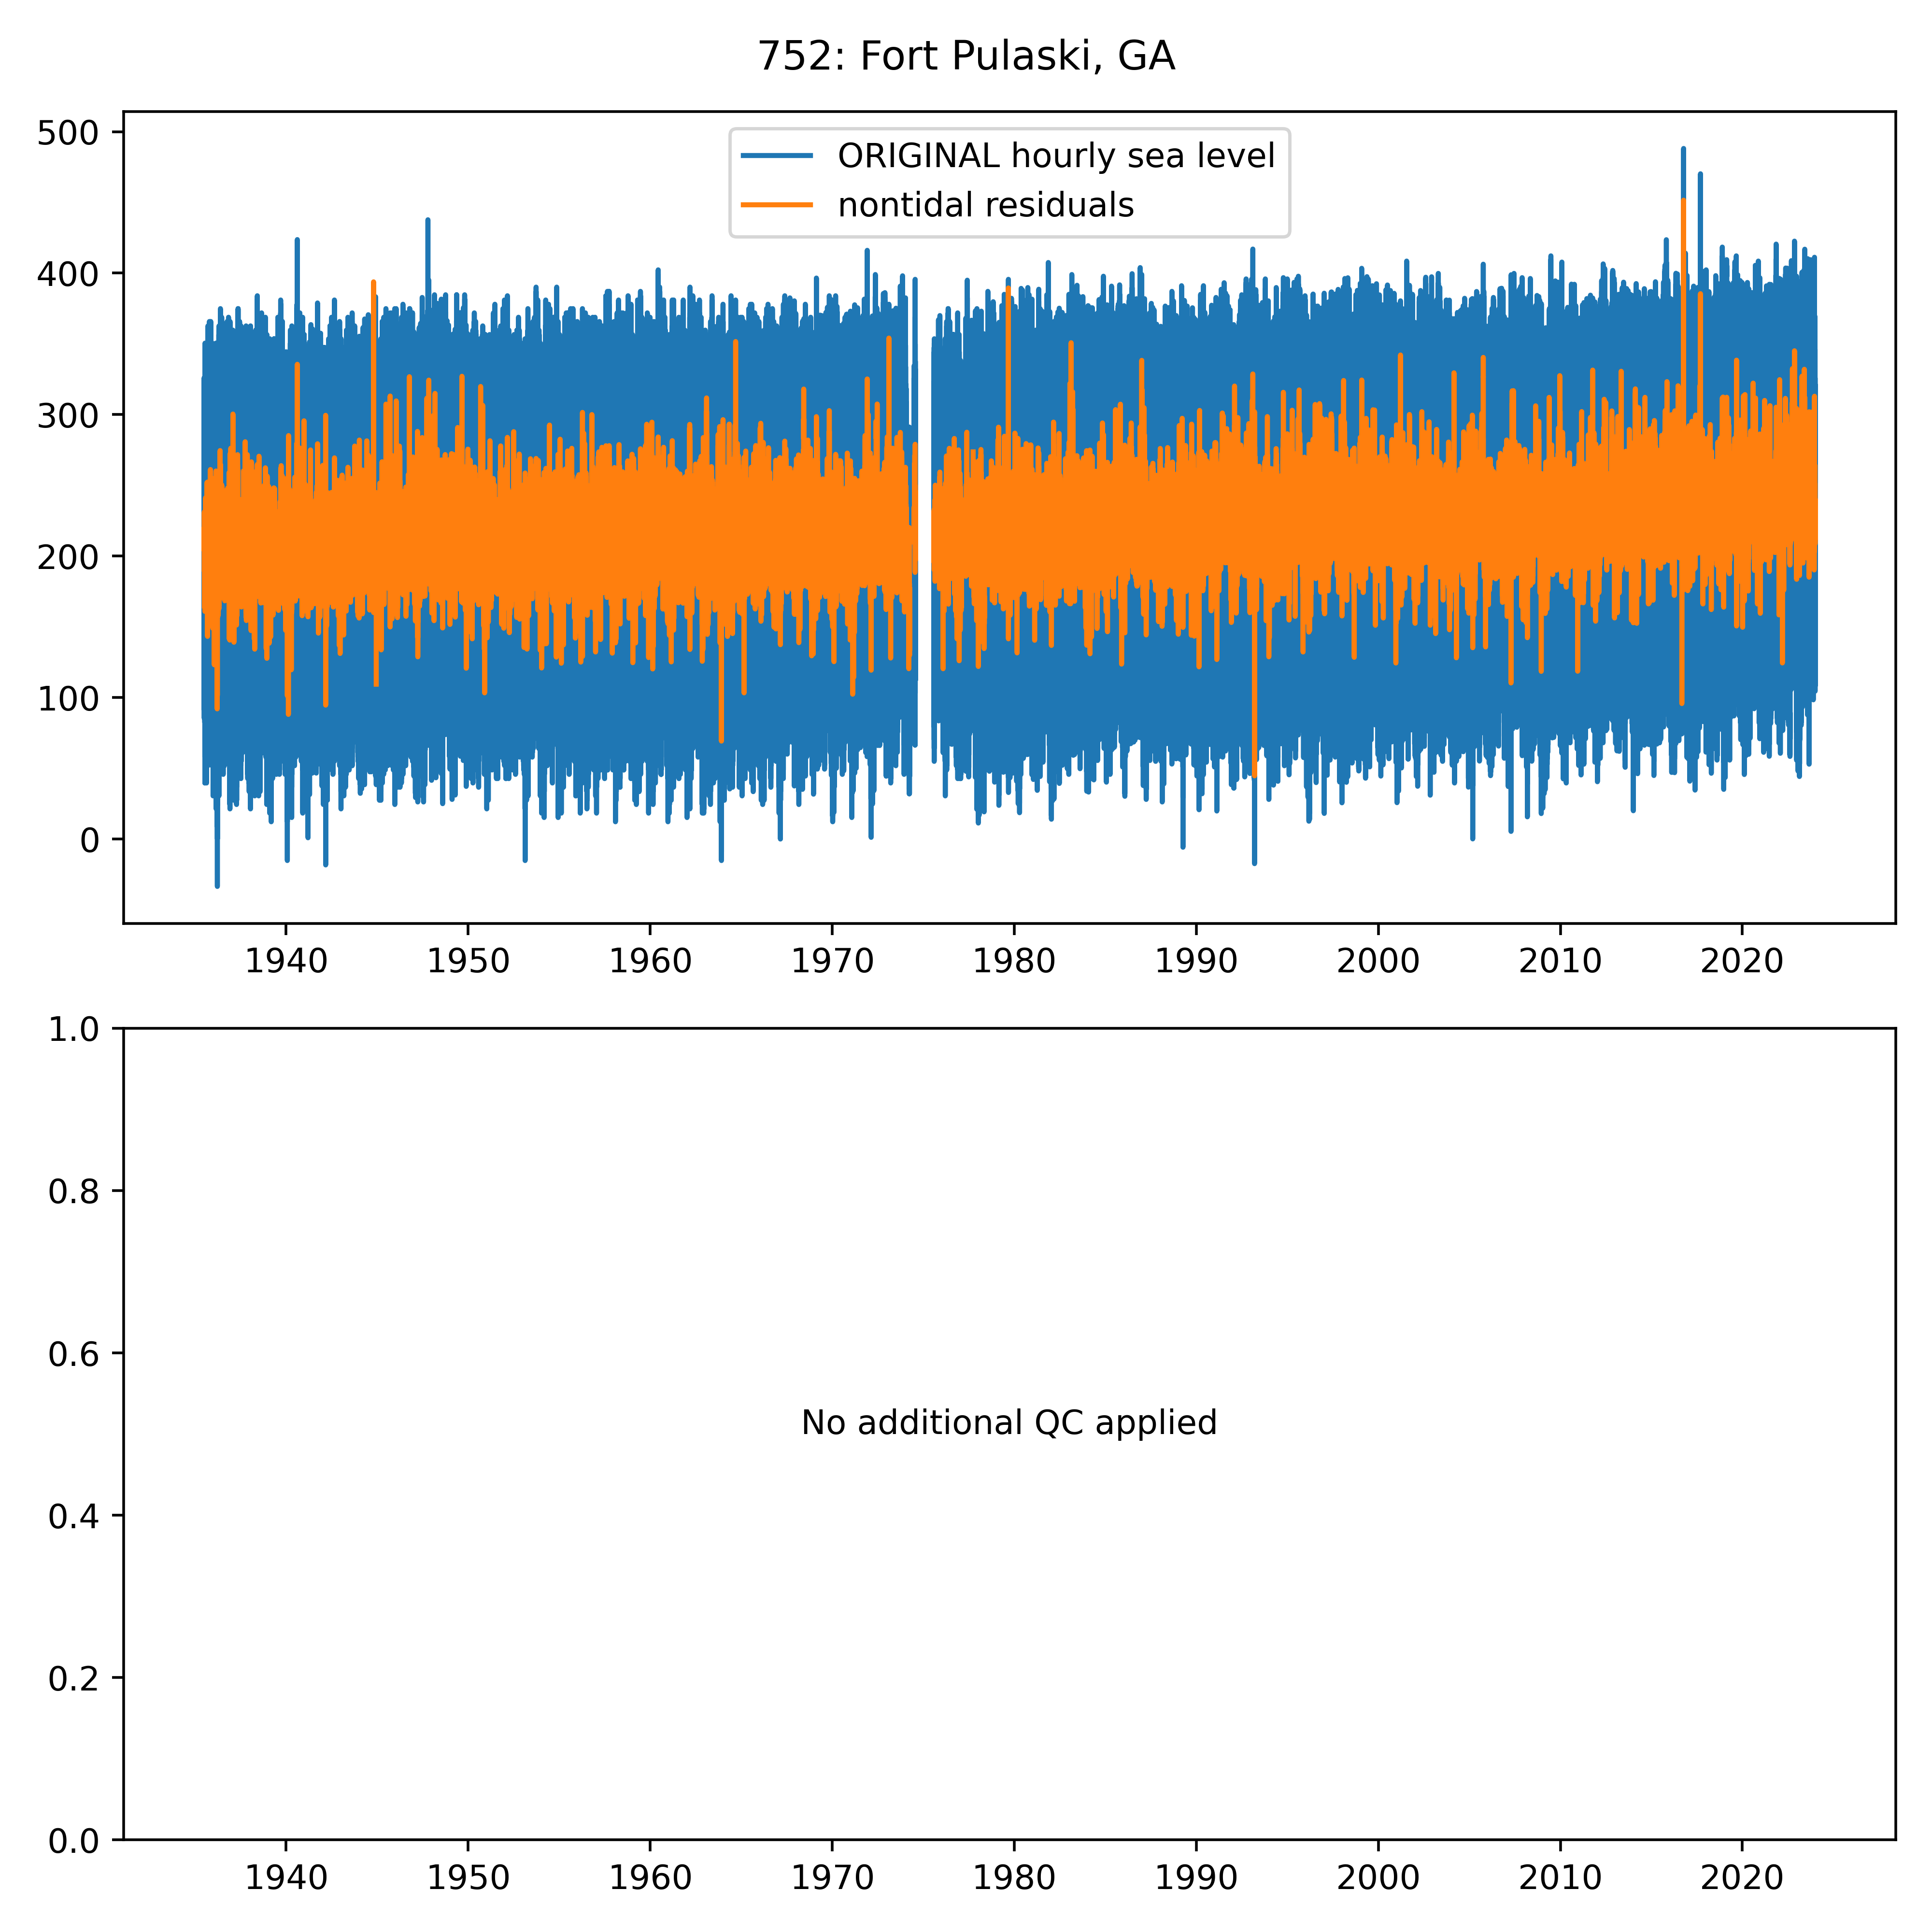 752: Fort Pulaski, GA
500
400
300
200
100
0
ORIGINAL hourly sea level
nontidal residuals
1940 1950 1960 1970 1980 1990 2000 2010 2020
1.0
0.8
0.6
0.4
0.2
0.0
No additional QC applied
1940 1950 1960 1970 1980 1990 2000 2010 2020